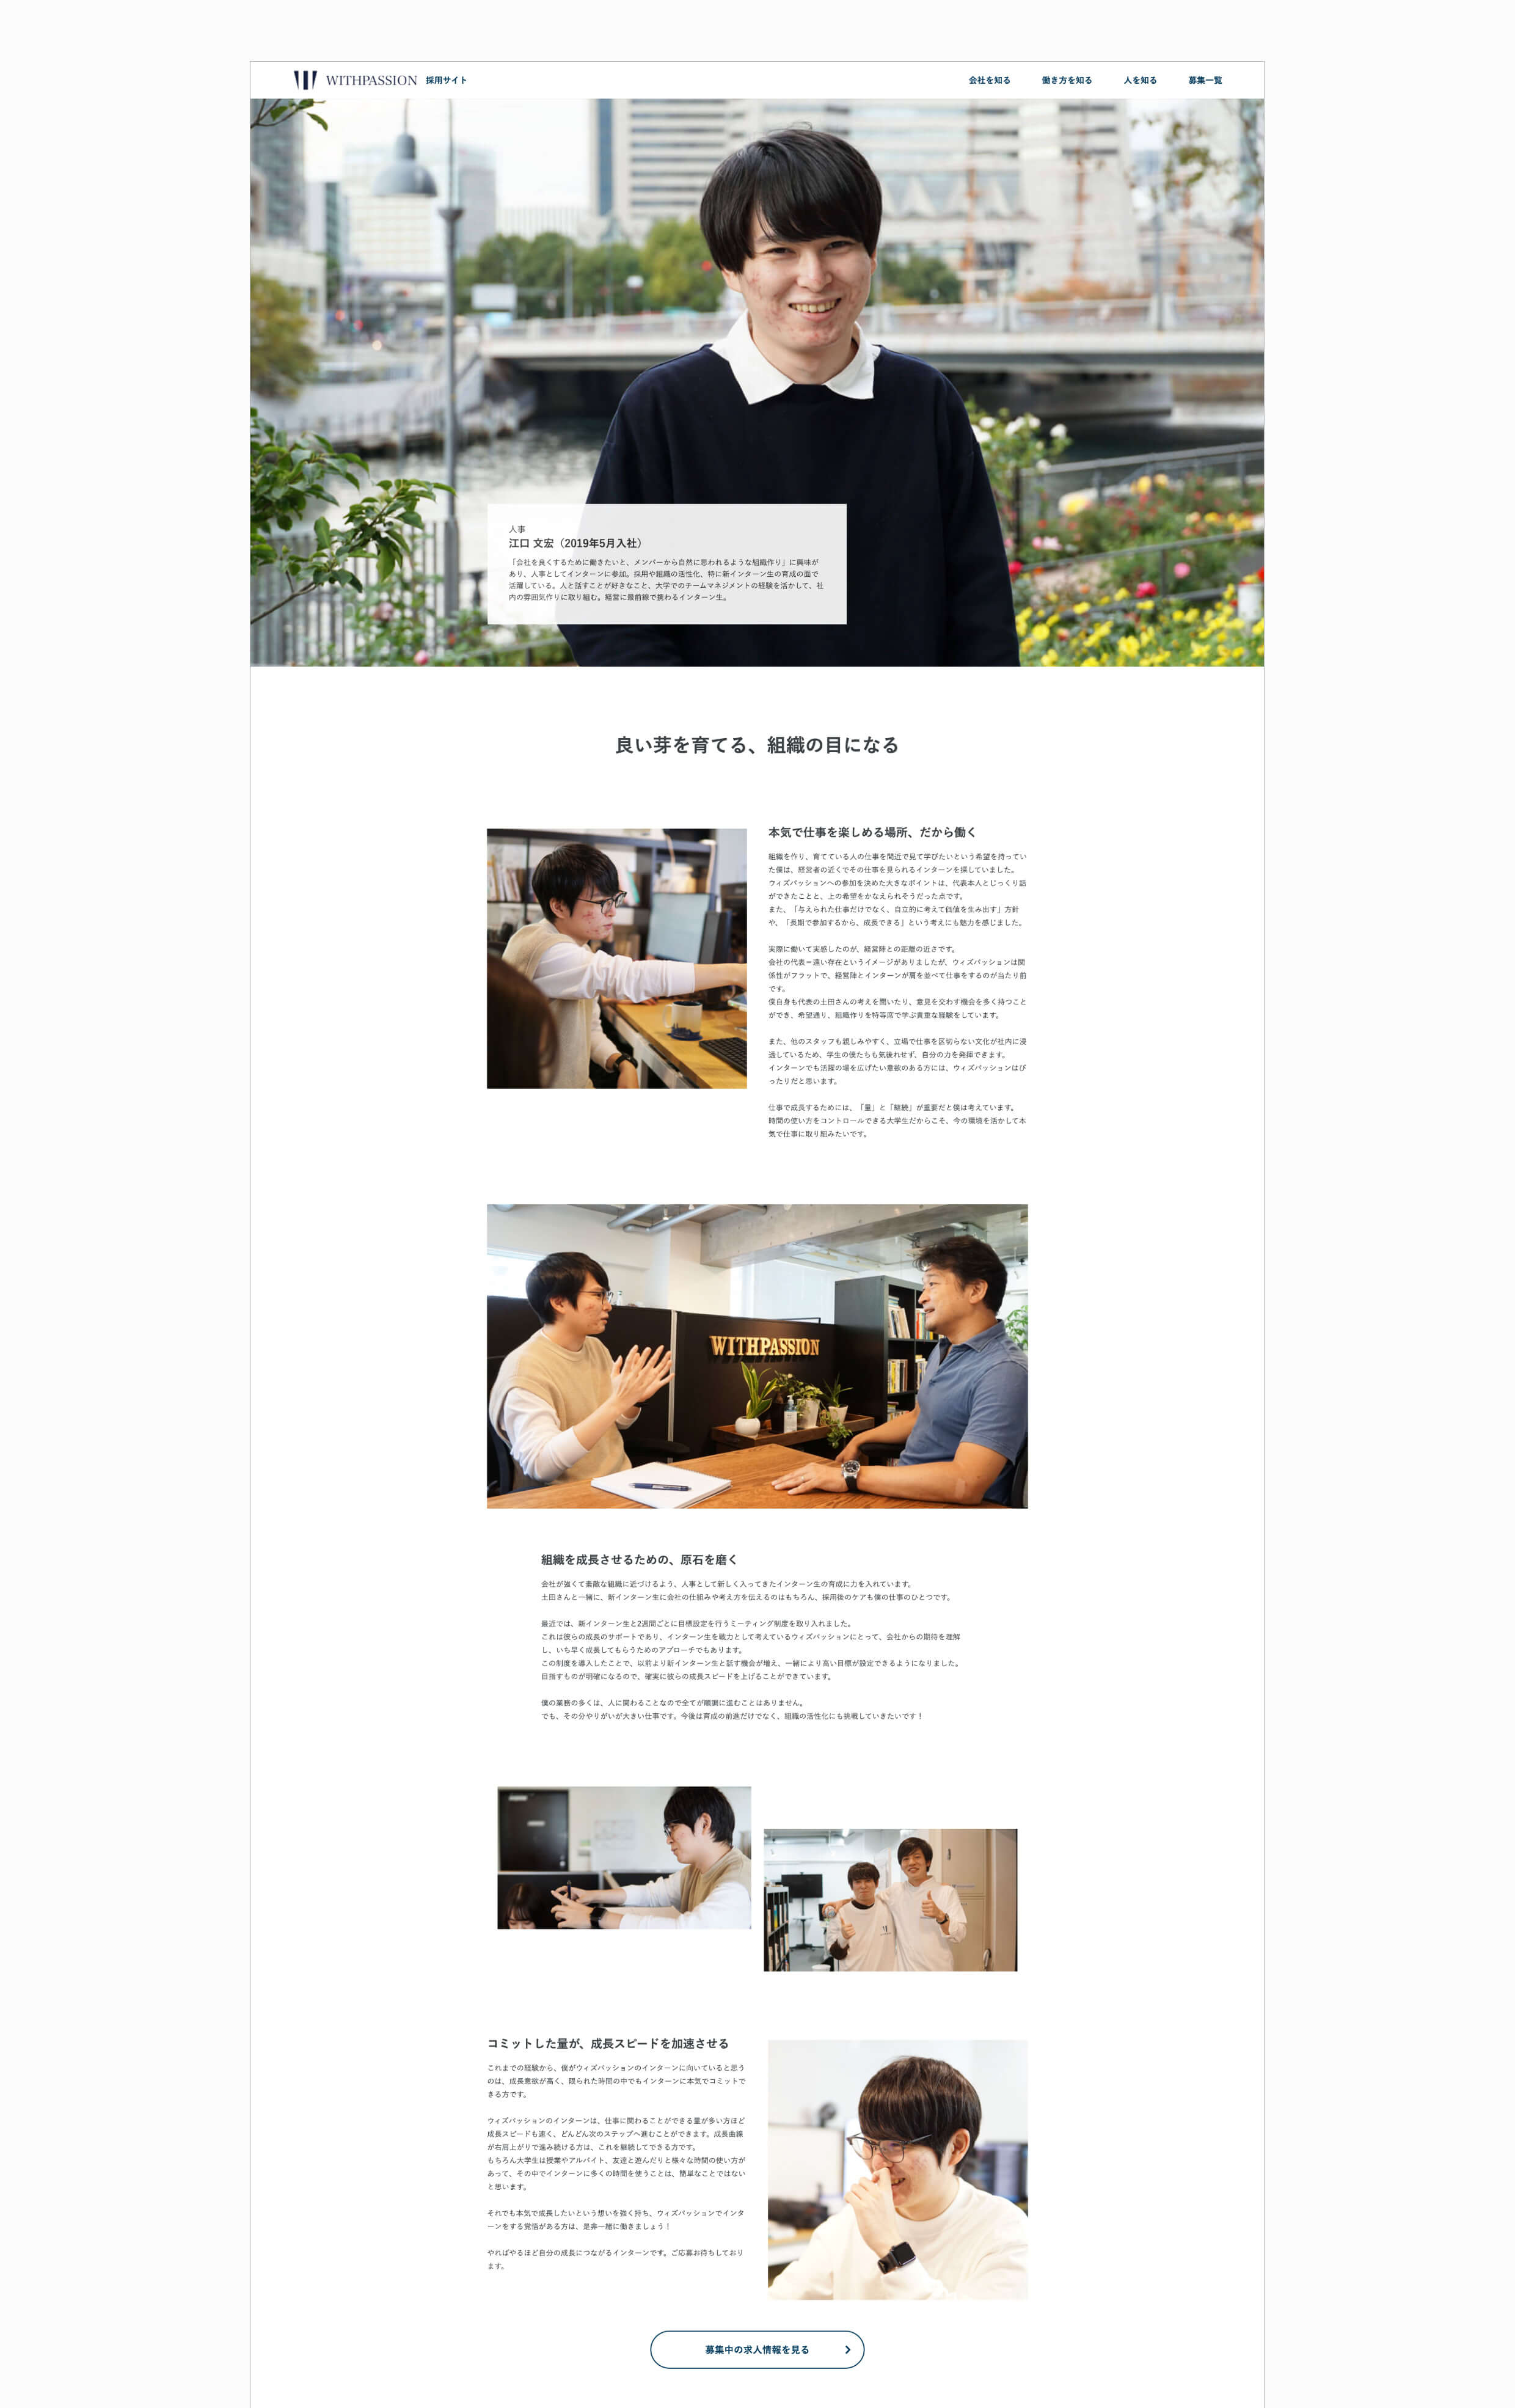 WITHPASSION 採用サイト
会社を知る 働き方を知る 人を知る 募集一覧
人事
江口 文宏（2019年5月入社）
「会社を良くするために働きたいと、メンバーから自然に思われるような組織作り」に興味が
あり、人事としてインターンに参加。採用や組織の活性化、特に新インターン生の育成の面で
活躍している。人と話すことが好きなこと、大学でのチームマネジメントの経験を活かして、社
内の雰囲気作りに取り組む。経営に最前線で携わるインターン生。
良い芽を育てる、組織の目になる
本気で仕事を楽しめる場所、だから働く
組織を作り、育てている人の仕事を間近で見て学びたいという希望を持ってい
た僕は、経営者の近くでその仕事を見られるインターンを探していました。
ウィズパッションへの参加を決めた大きなポイントは、代表本人とじっくり話
ができたことと、上の希望をかなえられそうだった点です。
また、「与えられた仕事だけでなく、自立的に考えて価値を生み出す」方針
や、「長期で参加するから、成長できる」という考えにも魅力を感じました。
実際に働いて実感したのが、経営陣との距離の近さです。
会社の代表＝遠い存在というイメージがありましたが、ウィズパッションは関
係性がフラットで、経営陣とインターンが肩を並べて仕事をするのが当たり前
です。
僕自身も代表の土田さんの考えを聞いたり、意見を交わす機会を多く持つこと
ができ、希望通り、組織作りを特等席で学ぶ貴重な経験をしています。
また、他のスタッフも親しみやすく、立場で仕事を区切らない文化が社内に浸
透しているため、学生の僕たちも気後れせず、自分の力を発揮できます。
インターンでも活躍の場を広げたい意欲のある方には、ウィズパッションはぴ
ったりだと思います。
仕事で成長するためには、「量」と「継続」が重要だと僕は考えています。
時間の使い方をコントロールできる大学生だからこそ、今の環境を活かして本
気で仕事に取り組みたいです。
WITHPASSION
組織を成長させるための、原石を磨く
会社が強くて素敵な組織に近づけるよう、人事として新しく入ってきたインターン生の育成に力を入れています。
土田さんと一緒に、新インターン生に会社の仕組みや考え方を伝えるのはもちろん、採用後のケアも僕の仕事のひとつです。
最近では、新インターン生と2週間ごとに目標設定を行うミーティング制度を取り入れました。
これは彼らの成長のサポートであり、インターン生を戦力として考えているウィズパッションにとって、会社からの期待を理解
し、いち早く成長してもらうためのアプローチでもあります。
この制度を導入したことで、以前より新インターン生と話す機会が増え、一緒により高い目標が設定できるようになりました。
目指すものが明確になるので、確実に彼らの成長スピードを上げることができています。
僕の業務の多くは、人に関わることなので全てが順調に進むことはありません。
でも、その分やりがいが大きい仕事です。今後は育成の前進だけでなく、組織の活性化にも挑戦していきたいです！
コミットした量が、成長スピードを加速させる
これまでの経験から、僕がウィズパッションのインターンに向いていると思う
のは、成長意欲が高く、限られた時間の中でもインターンに本気でコミットで
きる方です。
ウィズパッションのインターンは、仕事に関わることができる量が多い方ほど
成長スピードも速く、どんどん次のステップへ進むことができます。成長曲線
が右肩上がりで進み続ける方は、これを継続してできる方です。
もちろん大学生は授業やアルバイト、友達と遊んだりと様々な時間の使い方が
あって、その中でインターンに多くの時間を使うことは、簡単なことではない
と思います。
それでも本気で成長したいという想いを強く持ち、ウィズパッションでインタ
ーンをする覚悟がある方は、是非一緒に働きましょう！
やればやるほど自分の成長につながるインターンです。ご応募お待ちしており
ます。
募集中の求人情報を見る